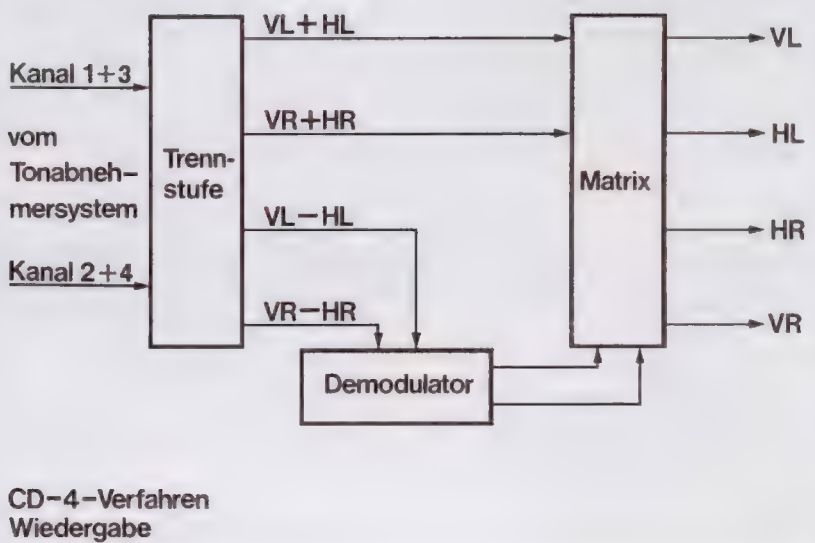 VL+HL
VL
Kanal 1+3
VR+HR
HL
vom
Tonabneh-
mersystem
Trenn-
stufe
Matrix
VL-HL
HR
Kanal 2+4
VR-HR
VR
Demodulator
CD-4-Verfahren
Wiedergabe